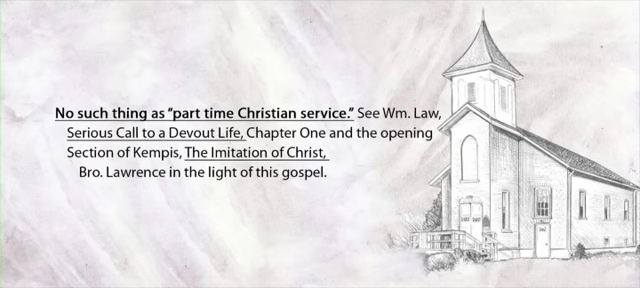 No such thing as "part time Christian service." See Wm. Law,
Serious Call to a Devout Life, Chapter One and the opening
Section of Kempis, The Imitation of Christ,
Bro. Lawrence in the light of this gospel.